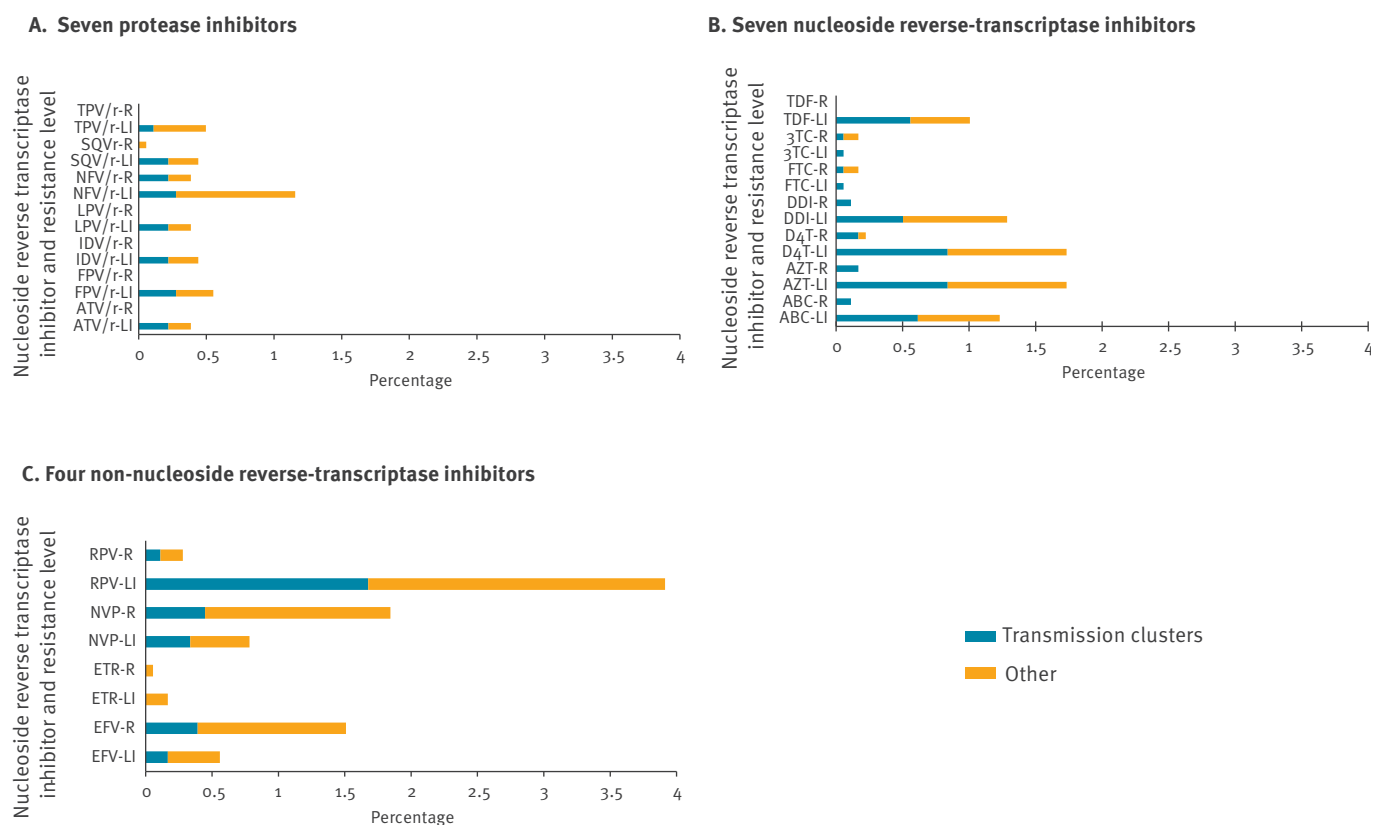 A. Seven protease inhibitors
Nucleoside reverse transcriptase
inhibitor and resistance level
TPV/r-R
TPV/r-LI
SQVr-R
SQV/r-LI
NFV/r-R
NFV/r-LI
LPV/r-R
LPV/r-LI
IDV/r-R
IDV/r-LI
FPV/r-R
FPV/r-LI
ATV/r-R
ATV/r-LI
0 0.5 1 1.5 2 2.5 3 3.5 4
Percentage
B. Seven nucleoside reverse-transcriptase inhibitors
Nucleoside reverse transcriptase
inhibitor and resistance level
TDF-R
TDF-LI
3TC-R
3TC-LI
FTC-R
FTC-LI
DDI-R
DDI-LI
D4T-R
D4T-LI
AZT-R
AZT-LI
ABC-R
ABC-LI
0 0.5 1 1.5 2 2.5 3 3.5 4
Percentage
C. Four non-nucleoside reverse-transcriptase inhibitors
Nucleoside reverse transcriptase
inhibitor and resistance level
RPV-R
RPV-LI
NVP-R
NVP-LI
ETR-R
ETR-LI
EFV-R
EFV-LI
0 0.5 1 1.5 2 2.5 3 3.5 4
Percentage
Transmission clusters
Other